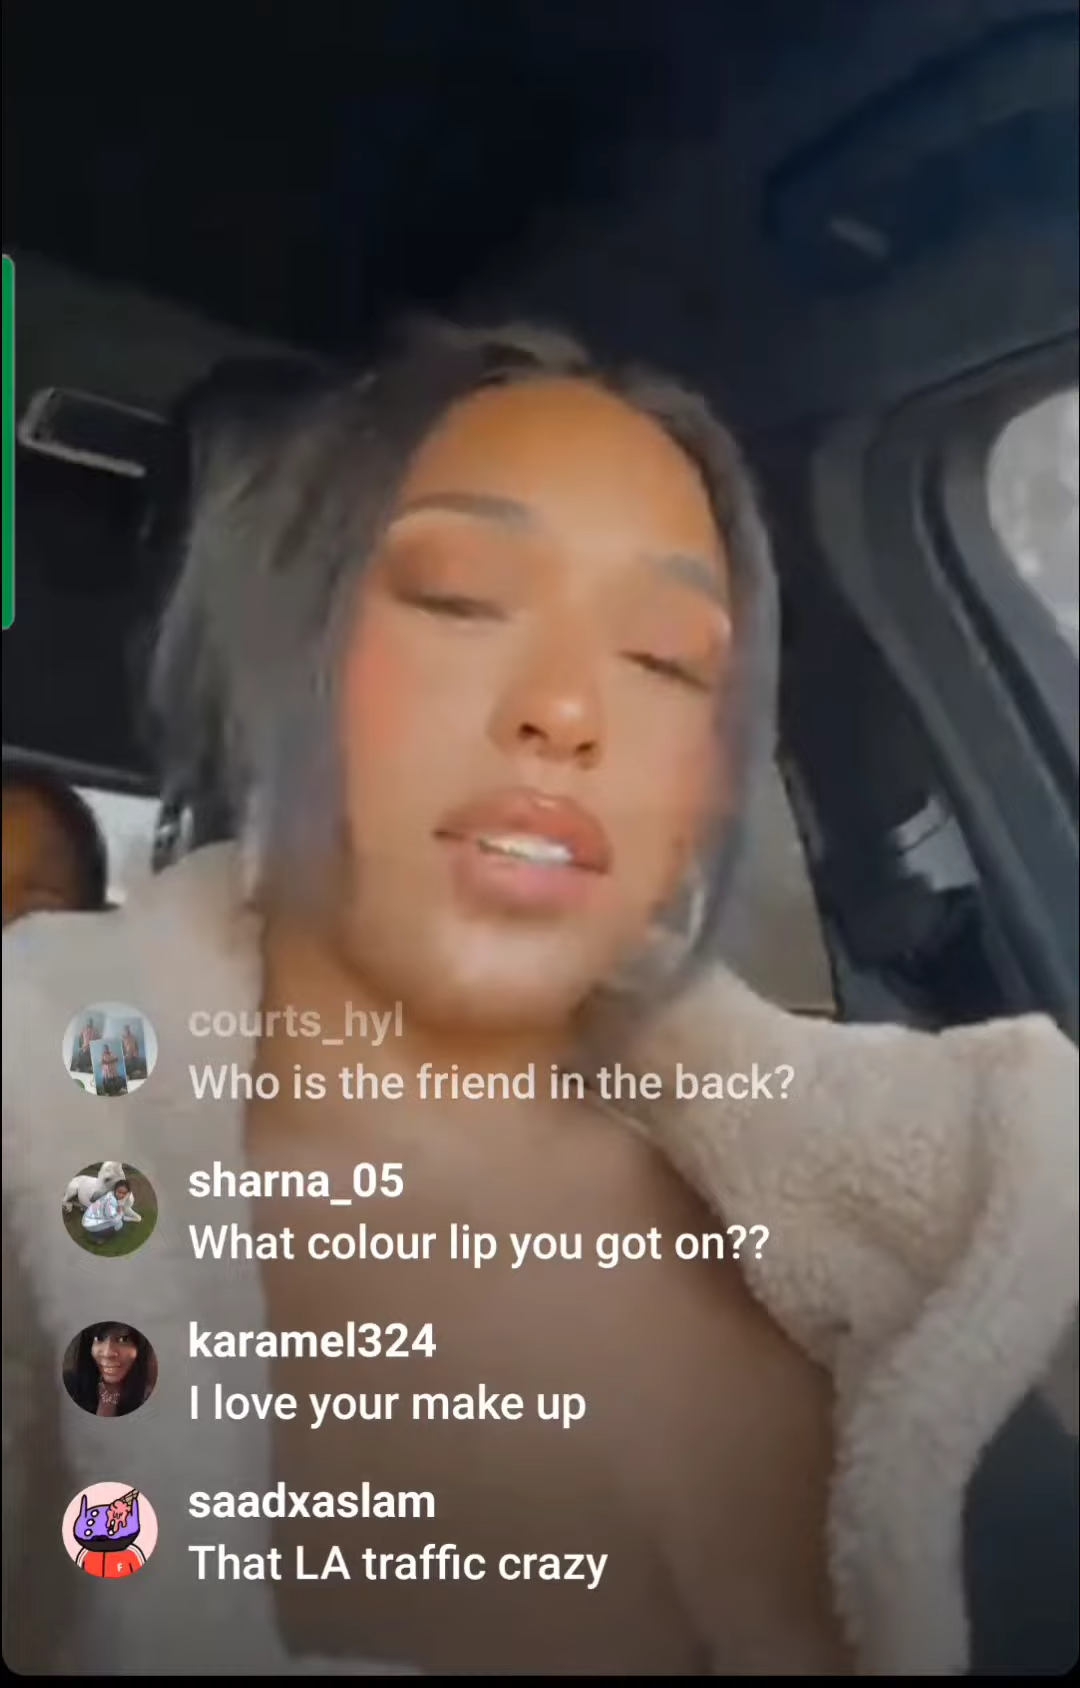 courts_hyl
Who is the friend in the back?
sharna_05
What colour lip you got on??
karamel324
I love your make up
saadxaslam
That LA traffic crazy